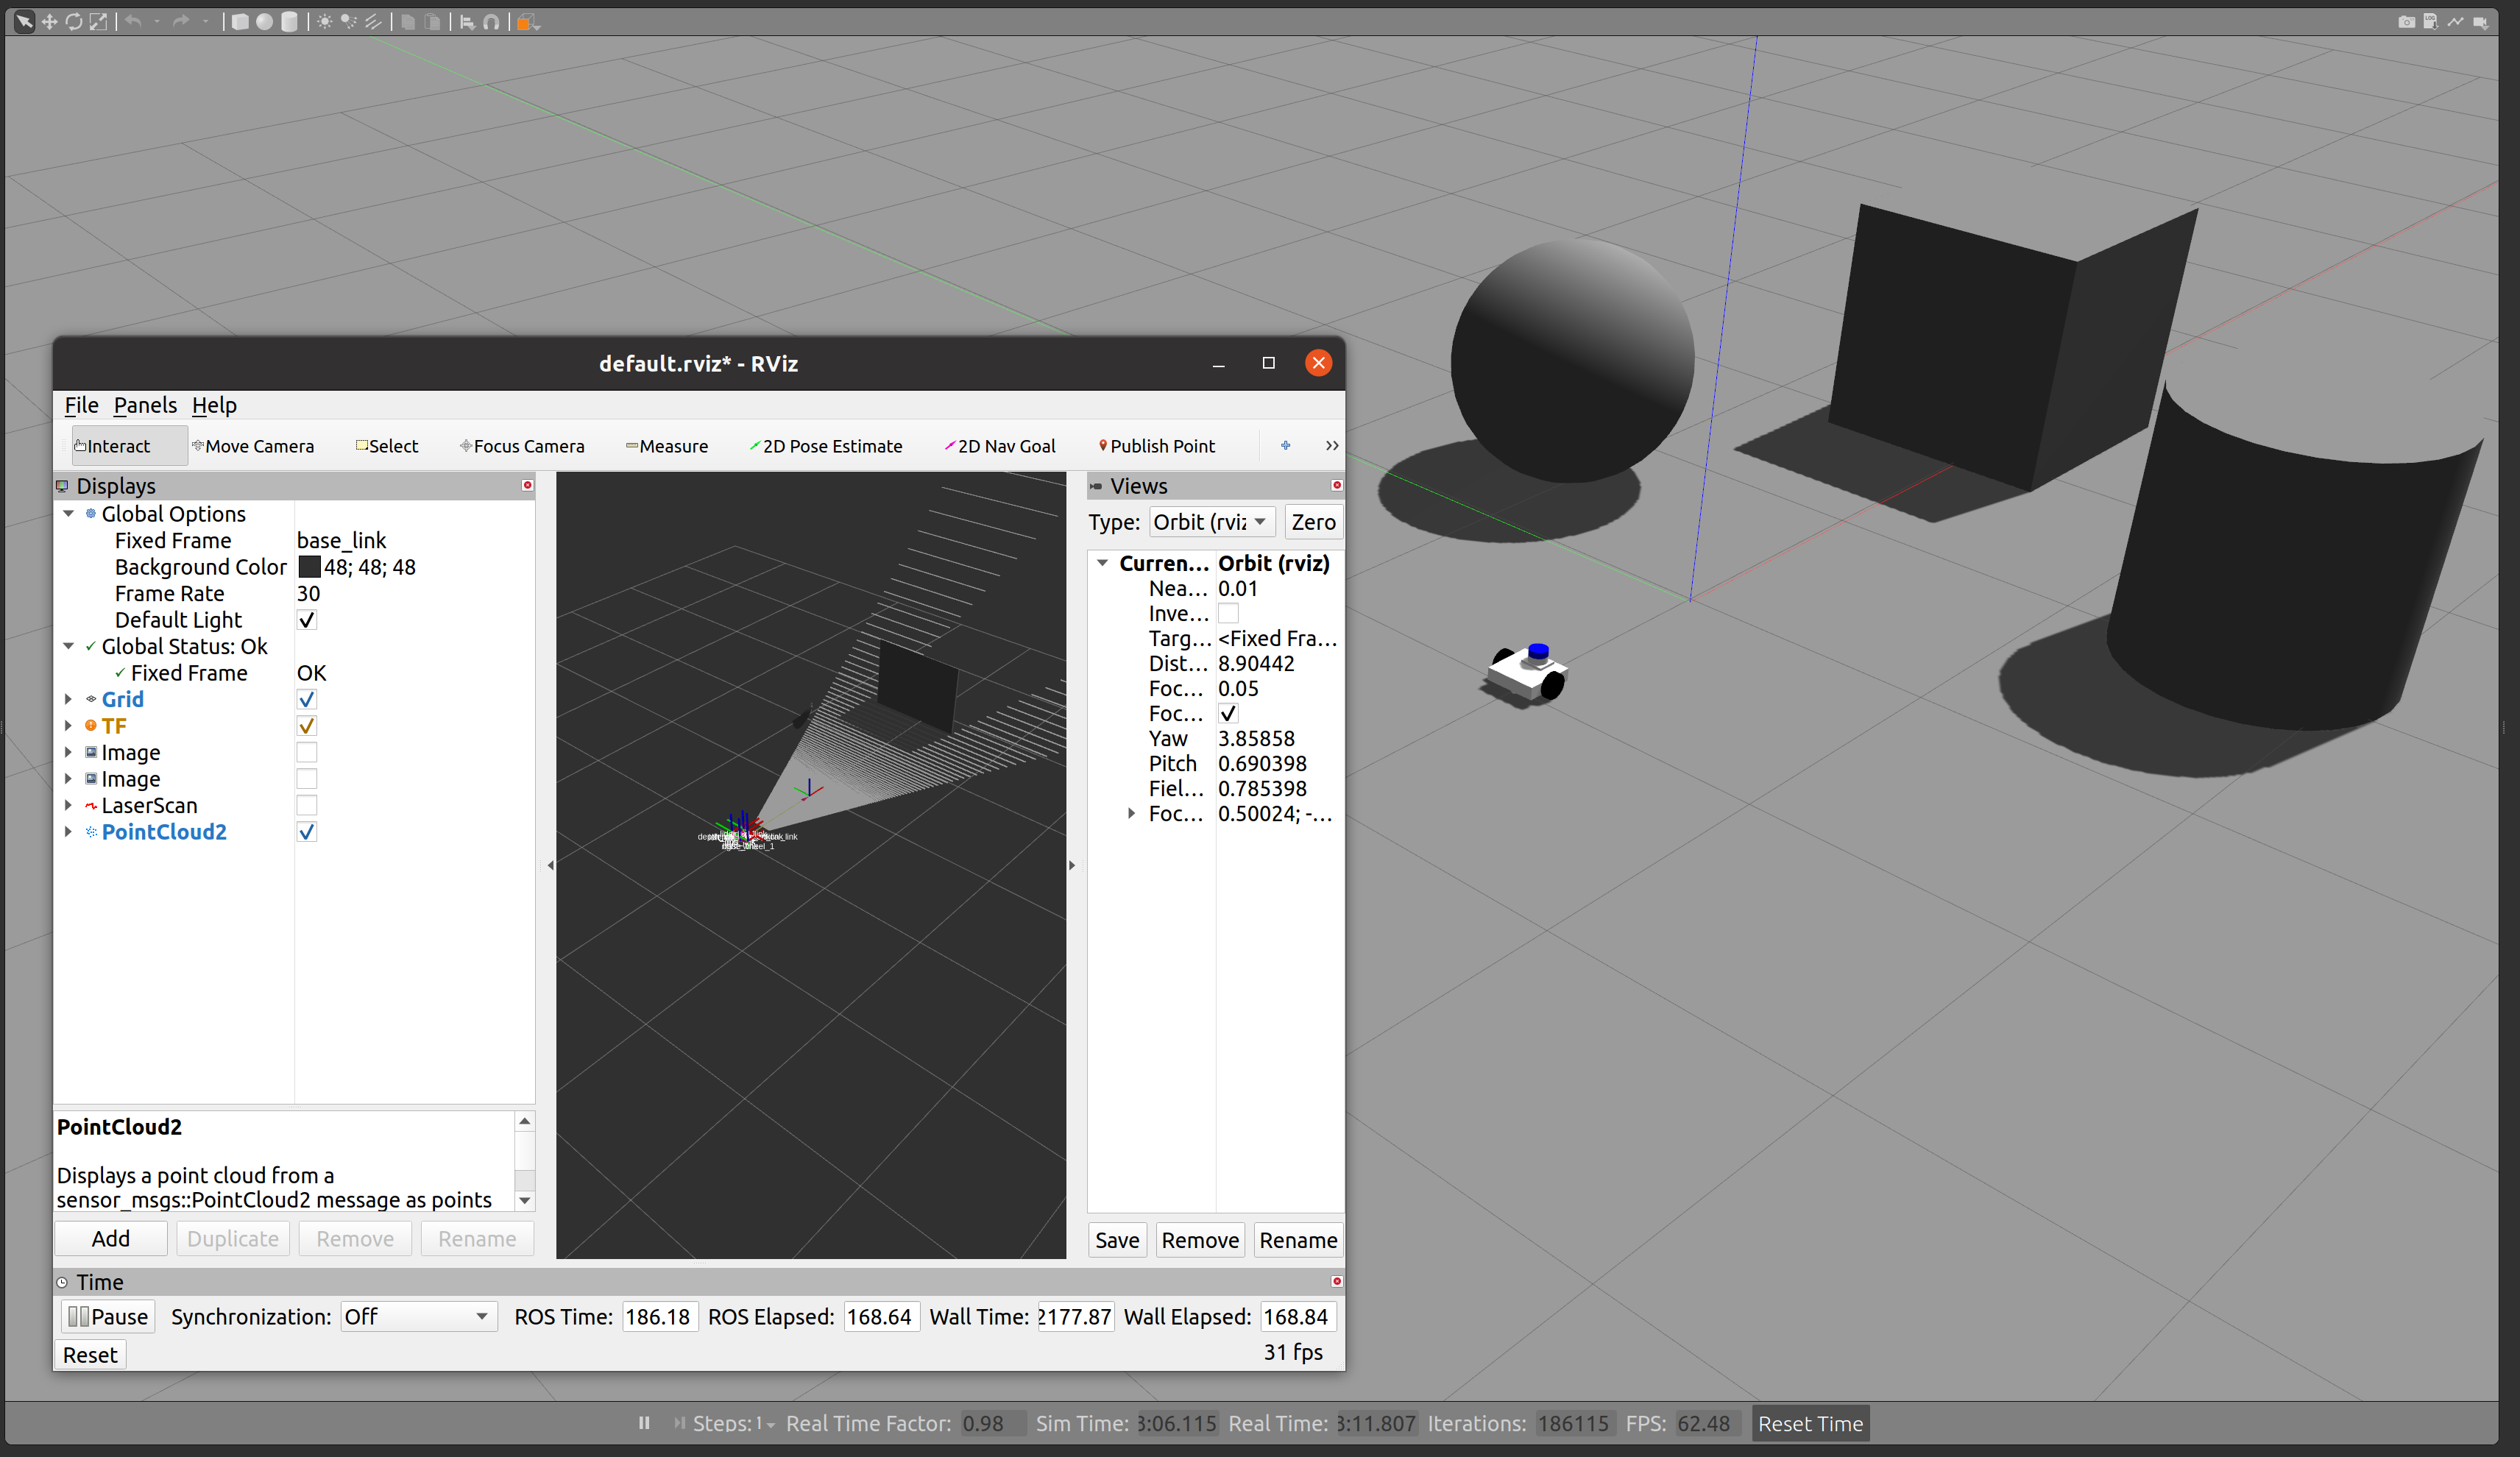 default.rviz* - RViz
File Panels Help
Interact Move Camera Select Focus Camera Measure 2D Pose Estimate 2D Nav Goal Publish Point
Displays
Global Options
Fixed Frame base_link
Background Color 48; 48; 48
Frame Rate 30
Default Light
Global Status: Ok
Fixed Frame OK
Grid
TF
Image
Image
LaserScan
PointCloud2
PointCloud2
Displays a point cloud from a
sensor_msgs::PointCloud2 message as points
Add Duplicate Remove Rename
Views
Type: Orbit (rviz Zero
Curren... Orbit (rviz)
Nea... 0.01
Inve...
Targ... <Fixed Fra...
Dist... 8.90442
Foc... 0.05
Foc...
Yaw 3.85858
Pitch 0.690398
Fiel... 0.785398
Foc... 0.50024; -...
Save Remove Rename
Time
Pause Synchronization: Off ROS Time: 186.18 ROS Elapsed: 168.64 Wall Time: 2177.87 Wall Elapsed: 168.84
Reset 31 fps
Steps: 1 Real Time Factor: 0.98 Sim Time: 3:06.115 Real Time: 3:11.807 Iterations: 186115 FPS: 62.48 Reset Time